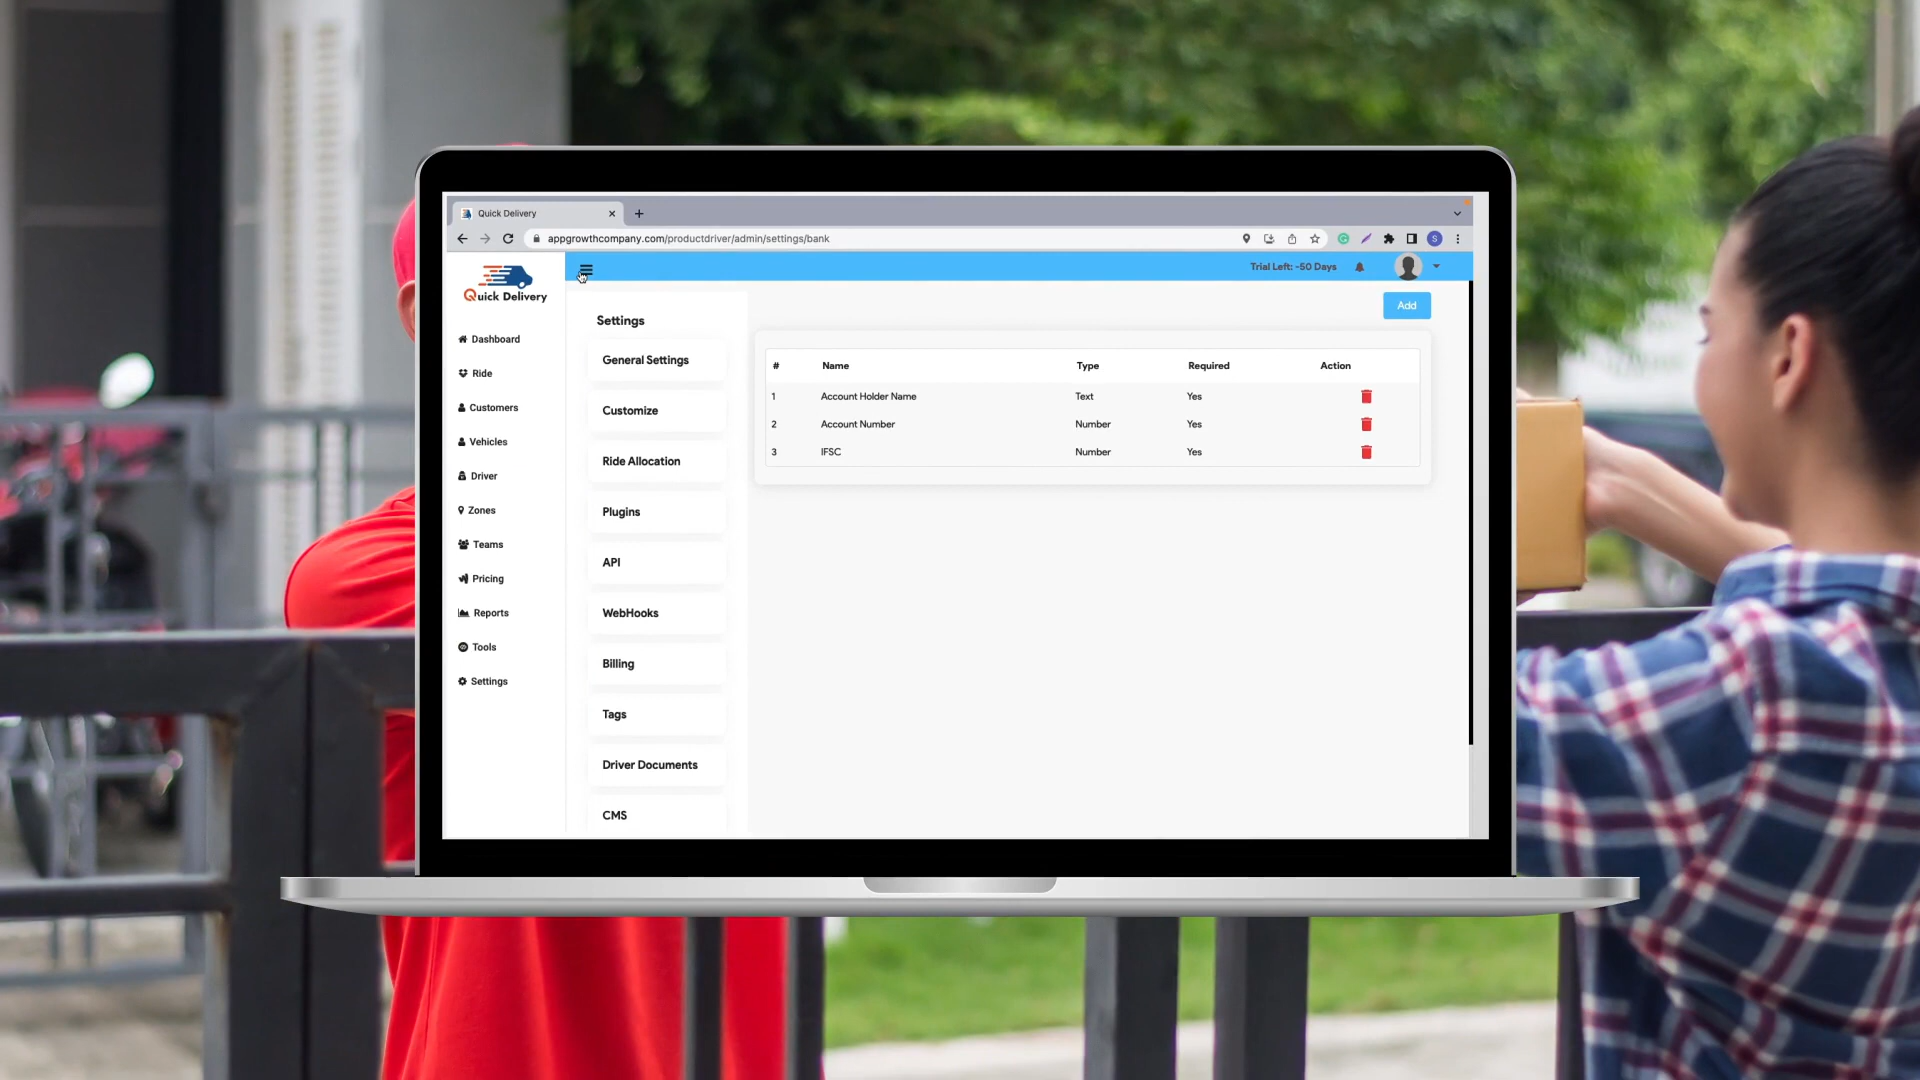 Quick Delivery
appgrowthcompany.com/productdriver/admin/settings/bank
S
Quick Delivery
Trial Left: -50 Days
Dashboard
Ride
Customers
Vehicles
Driver
Zones
Teams
Pricing
Reports
Tools
Settings
Settings
General Settings
Customize
Ride Allocation
Plugins
API
WebHooks
Billing
Tags
Driver Documents
CMS
Add
# Name Type Required Action
1 Account Holder Name Text Yes
2 Account Number Number Yes
3 IFSC Number Yes